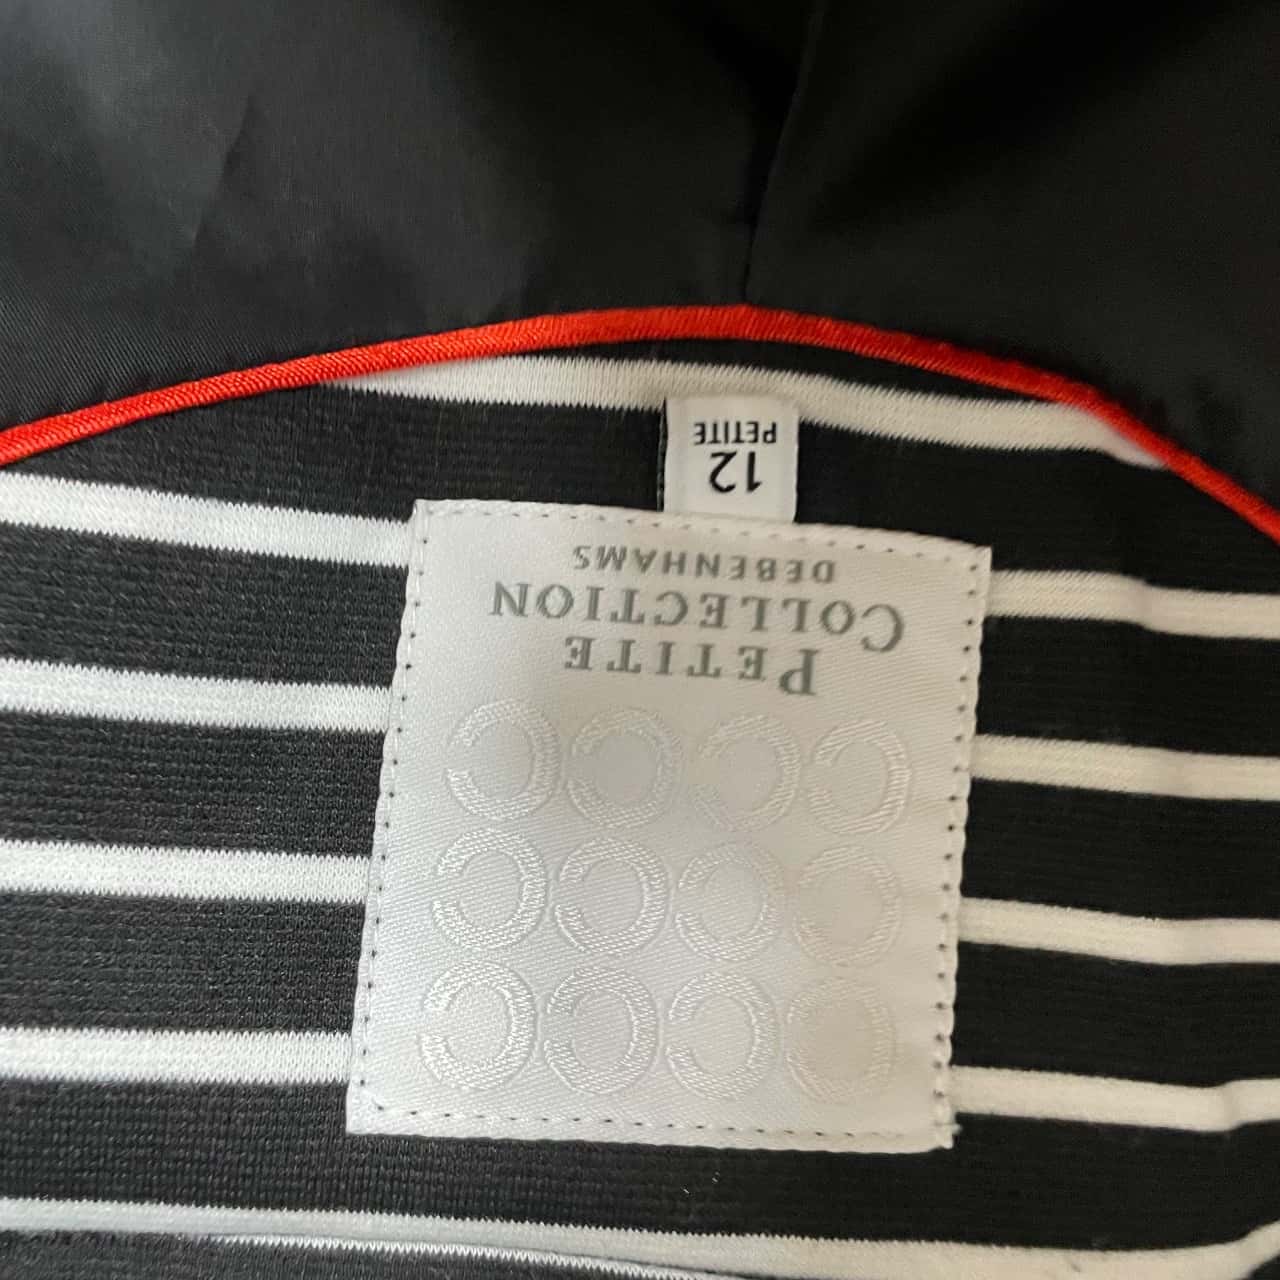 PETITE
COLLECTION
DEBENHAMS
12
PETITE